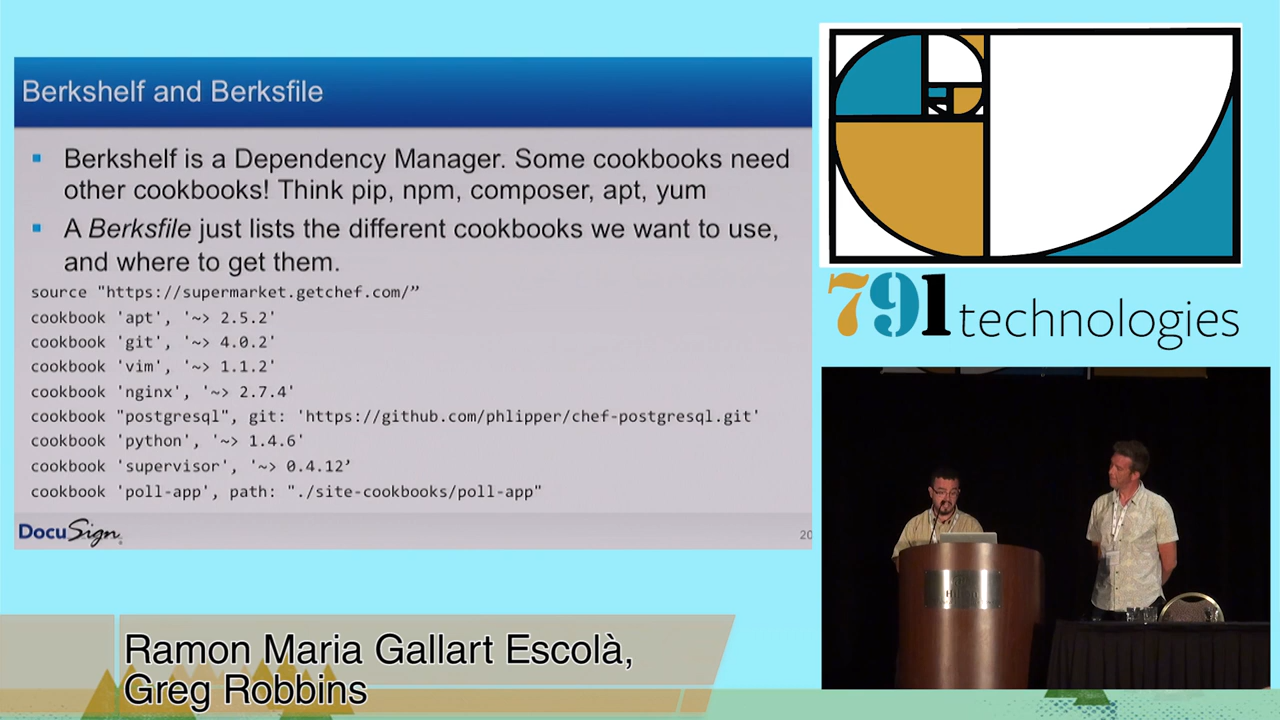 Berkshelf and Berksfile
▪ Berkshelf is a Dependency Manager. Some cookbooks need
other cookbooks! Think pip, npm, composer, apt, yum
▪ A Berksfile just lists the different cookbooks we want to use,
and where to get them.
source "https://supermarket.getchef.com/”
cookbook 'apt', '~> 2.5.2'
cookbook 'git', '~> 4.0.2'
cookbook 'vim', '~> 1.1.2'
cookbook 'nginx', '~> 2.7.4'
cookbook "postgresql", git: 'https://github.com/phlipper/chef-postgresql.git'
cookbook 'python', '~> 1.4.6'
cookbook 'supervisor', '~> 0.4.12’
cookbook 'poll-app', path: "./site-cookbooks/poll-app"
DocuSign
20
791 technologies
Ramon Maria Gallart Escolà,
Greg Robbins